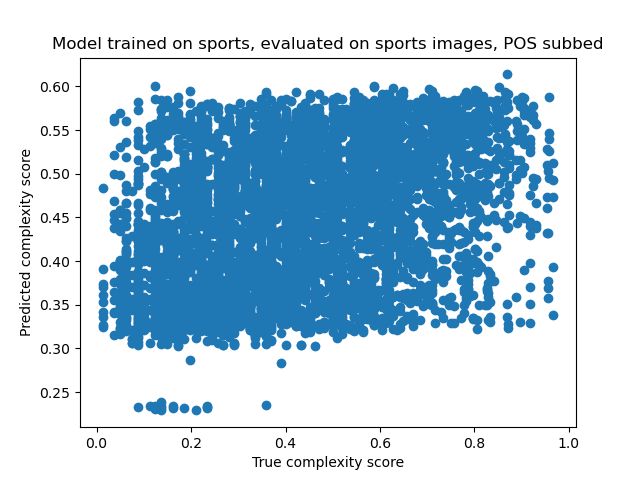 Model trained on sports, evaluated on sports images, POS subbed
Predicted complexity score
0.60
0.55
0.50
0.45
0.40
0.35
0.30
0.25
0.0 0.2 0.4 0.6 0.8 1.0
True complexity score